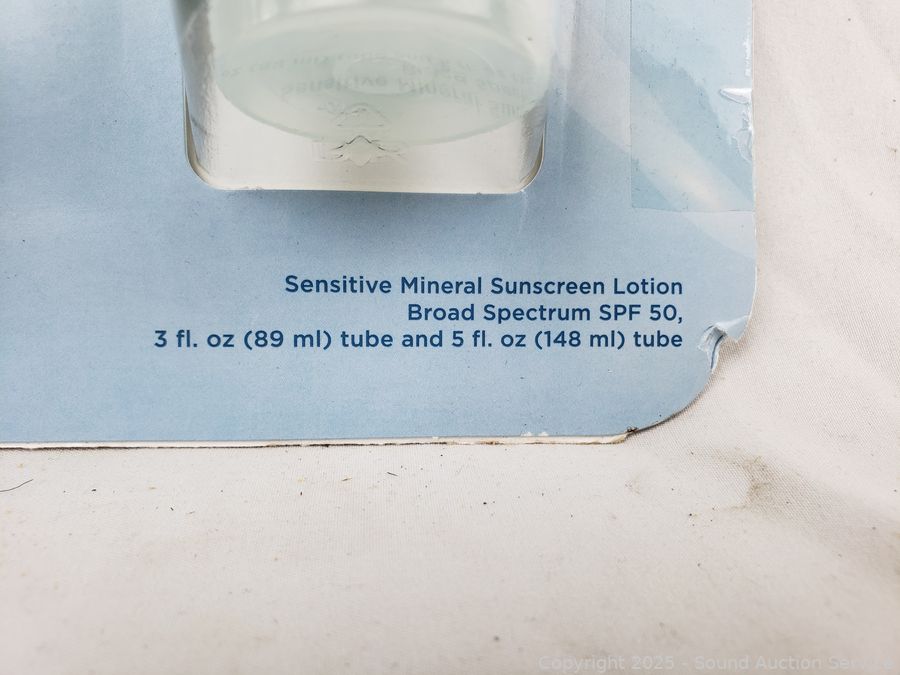 Sensitive Mineral Sunscreen Lotion
Broad Spectrum SPF 50,
3 fl. oz (89 ml) tube and 5 fl. oz (148 ml) tube
Copyright 2025 - Sound Auction Service